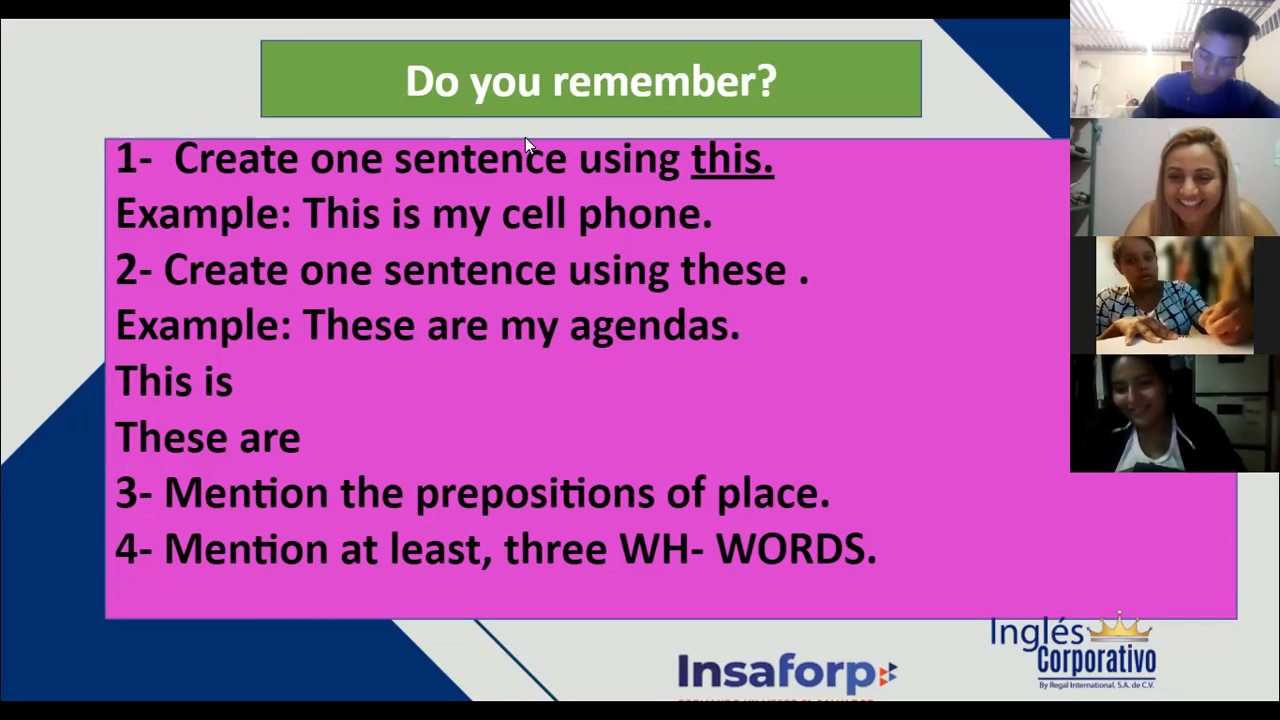 Do you remember?
1- Create one sentence using this.
Example: This is my cell phone.
2- Create one sentence using these .
Example: These are my agendas.
This is
These are
3- Mention the prepositions of place.
4- Mention at least, three WH- WORDS.
Inglés
Corporativo
By Regal International, S.A. de C.V.
Insaforp